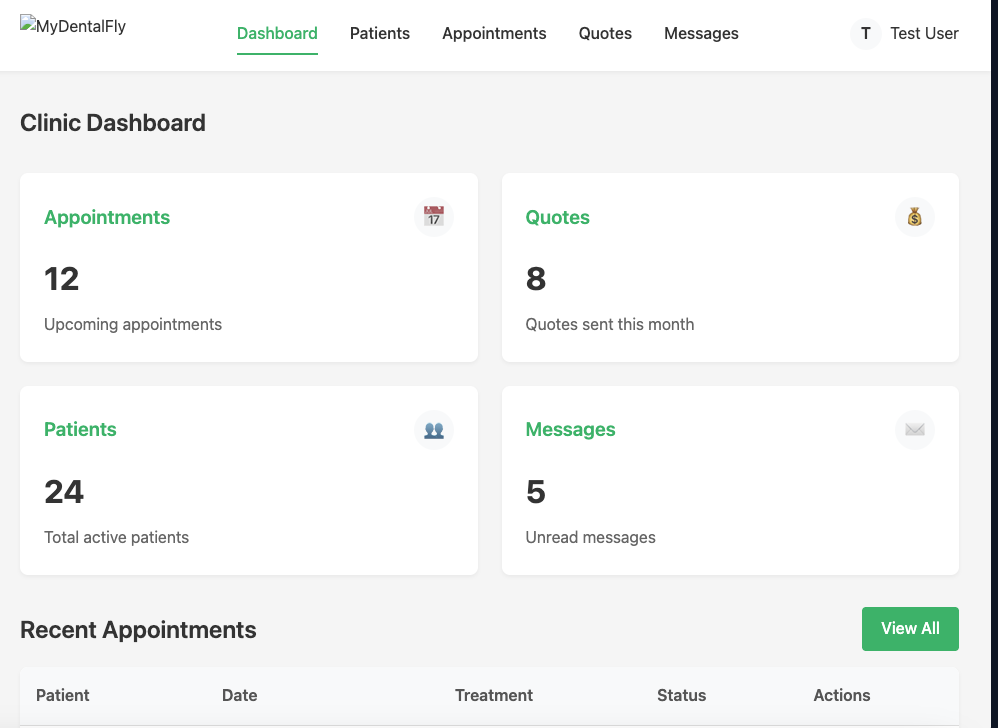 MyDentalFly Dashboard Patients Appointments Quotes Messages T Test User
Clinic Dashboard
Appointments
17
12
Upcoming appointments
Quotes
$
8
Quotes sent this month
Patients
24
Total active patients
Messages
5
Unread messages
Recent Appointments
View All
Patient Date Treatment Status Actions